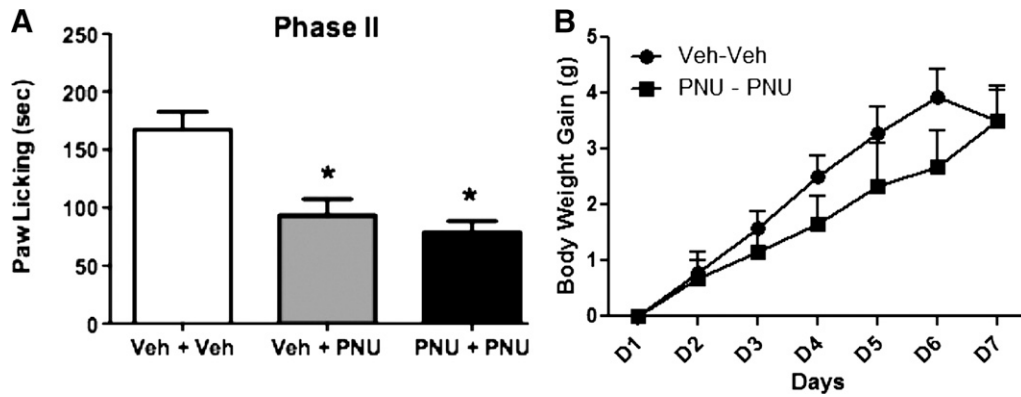 A
Phase II
Paw Licking (sec)
250
200
150
100
50
0
*
*
Veh + Veh
Veh + PNU
PNU + PNU
B
Body Weight Gain (g)
5
4
3
2
1
0
Veh-Veh
PNU - PNU
D1
D2
D3
D4
D5
D6
D7
Days